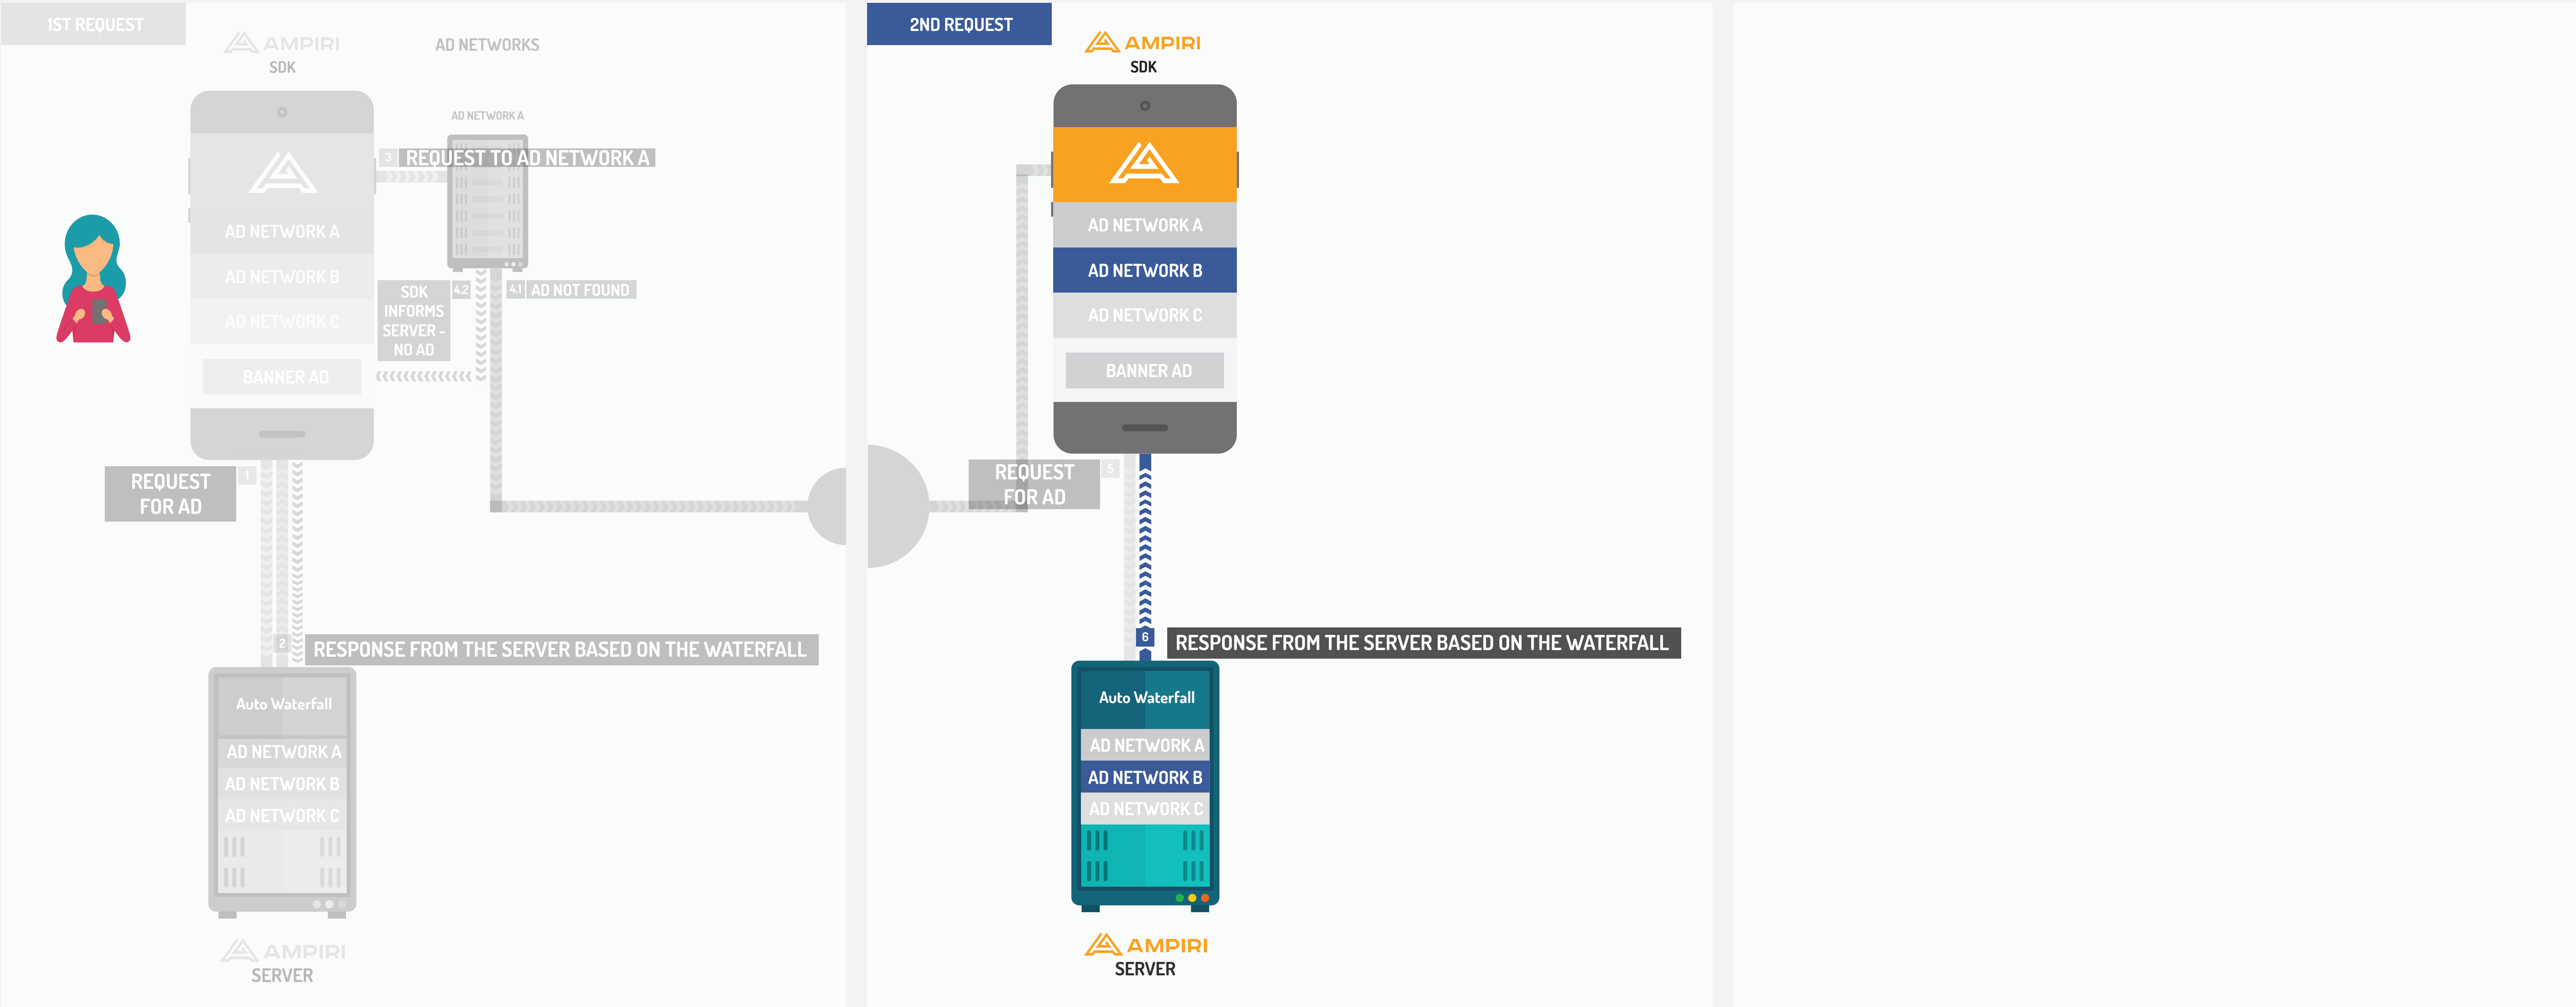 1ST REQUEST
AMPIRI
SDK
AD NETWORKS
AD NETWORK A
3
REQUEST TO AD NETWORK A
AD NETWORK A
AD NETWORK B
AD NETWORK C
BANNER AD
SDK
INFORMS
SERVER -
NO AD
4.2
4.1
AD NOT FOUND
REQUEST
FOR AD
1
2
RESPONSE FROM THE SERVER BASED ON THE WATERFALL
Auto Waterfall
AD NETWORK A
AD NETWORK B
AD NETWORK C
AMPIRI
SERVER
2ND REQUEST
AMPIRI
SDK
AD NETWORK A
AD NETWORK B
AD NETWORK C
BANNER AD
REQUEST
FOR AD
5
6
RESPONSE FROM THE SERVER BASED ON THE WATERFALL
Auto Waterfall
AD NETWORK A
AD NETWORK B
AD NETWORK C
AMPIRI
SERVER